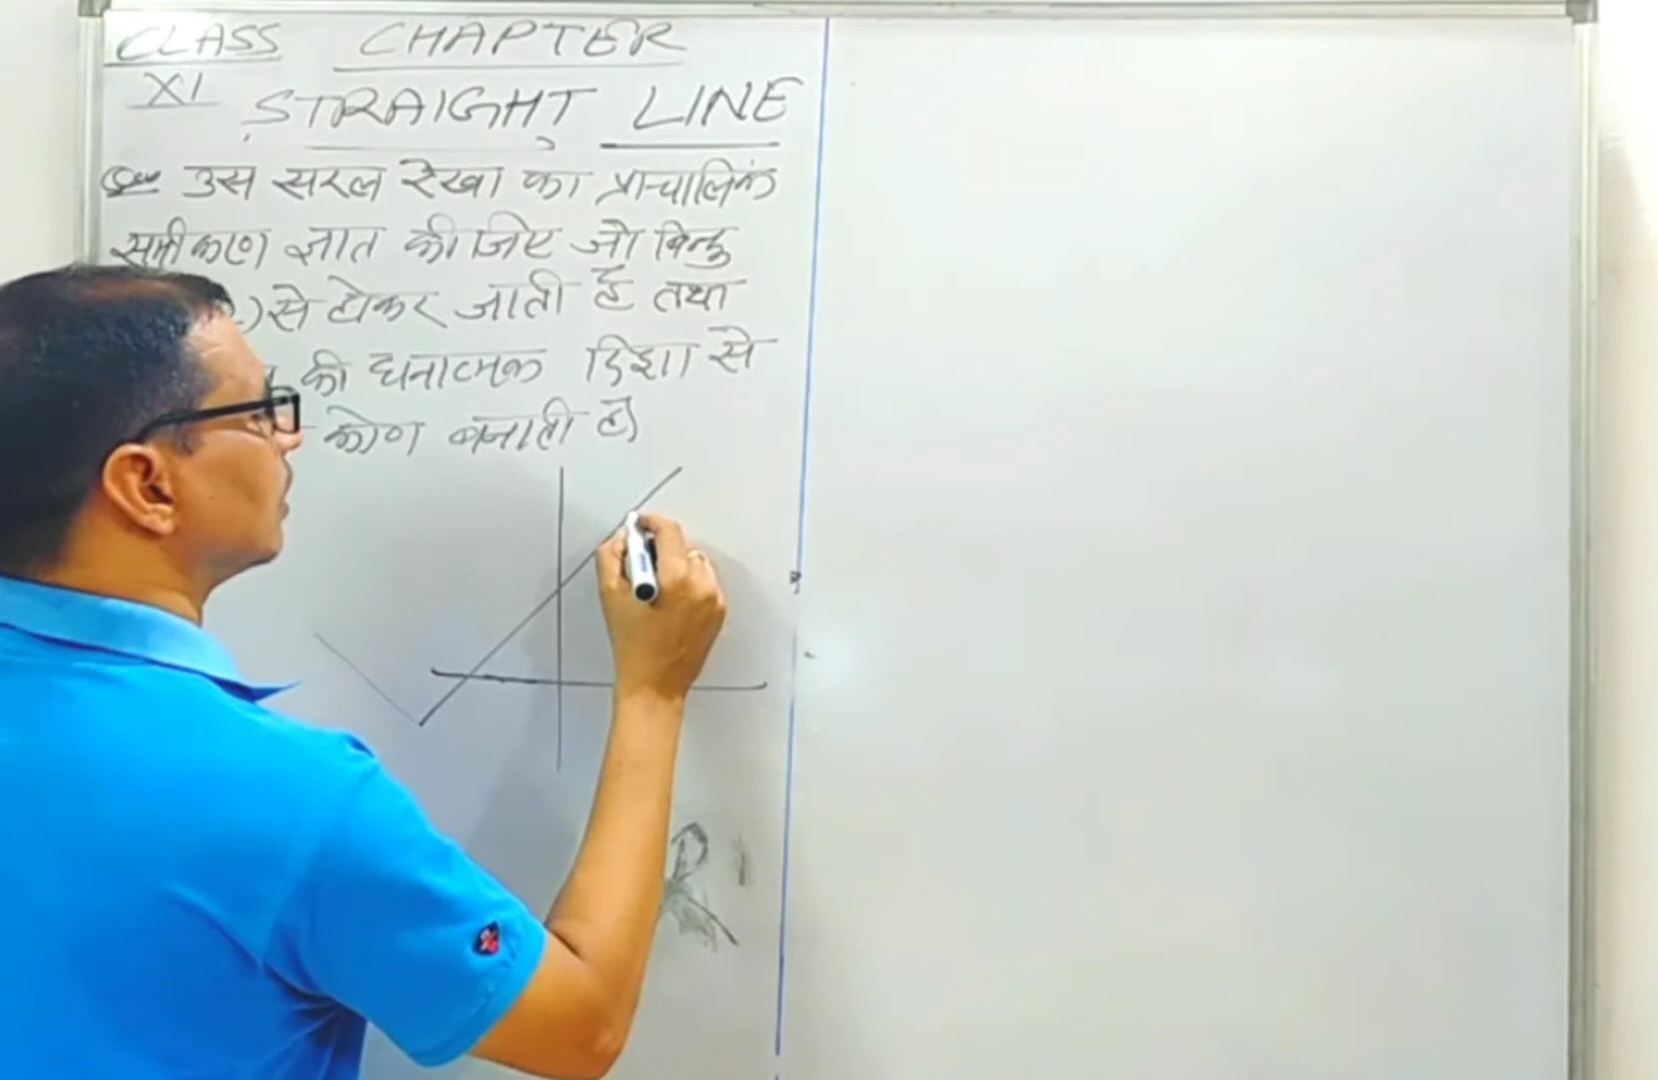 CLASS CHAPTER
XI STRAIGHT LINE
उस सरल रेखा का प्राचालिक
समीकरण ज्ञात कीजिए जो बिन्दु
) से होकर जाती है तथा
की धनात्मक दिशा से
कोण बनाती है।